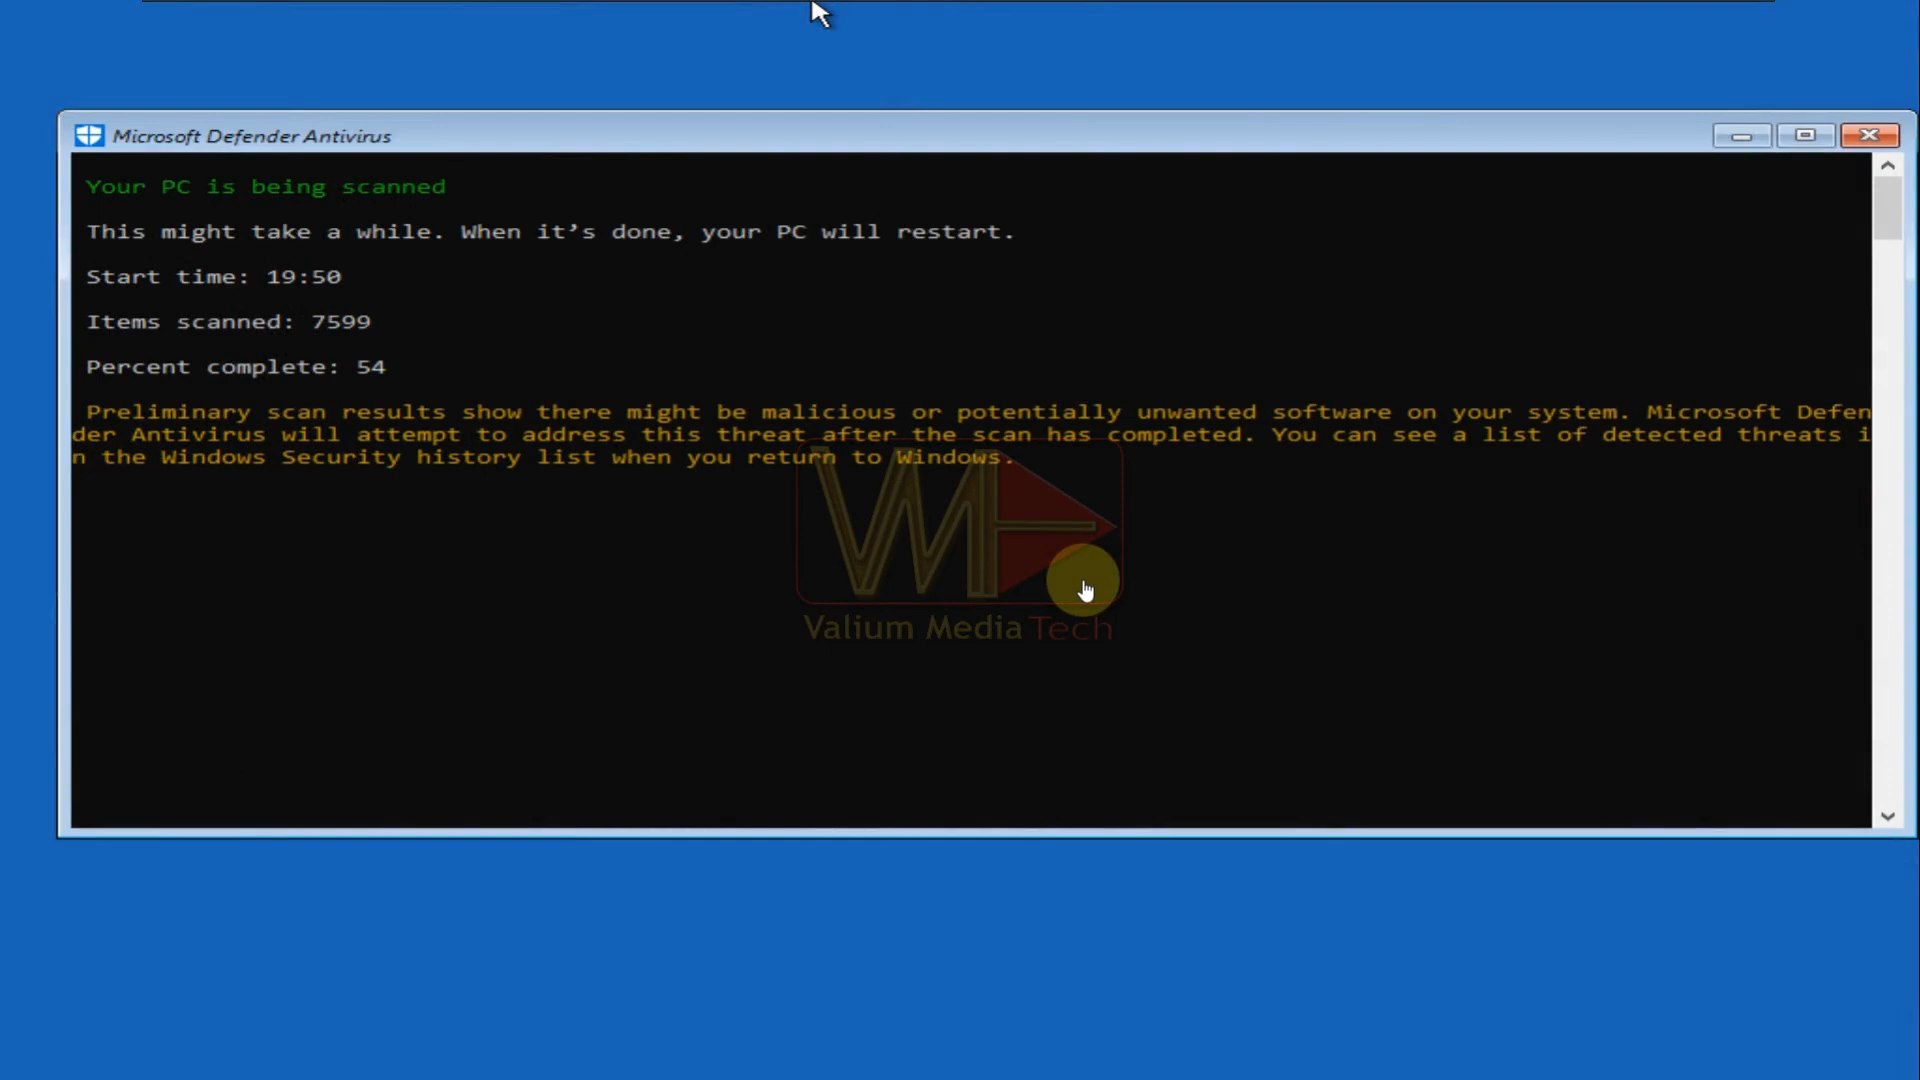 Microsoft Defender Antivirus
Your PC is being scanned
This might take a while. When it’s done, your PC will restart.
Start time: 19:50
Items scanned: 7599
Percent complete: 54
Preliminary scan results show there might be malicious or potentially unwanted software on your system. Microsoft Defen
der Antivirus will attempt to address this threat after the scan has completed. You can see a list of detected threats i
n the Windows Security history list when you return to Windows.
VM
Valium Media Tech